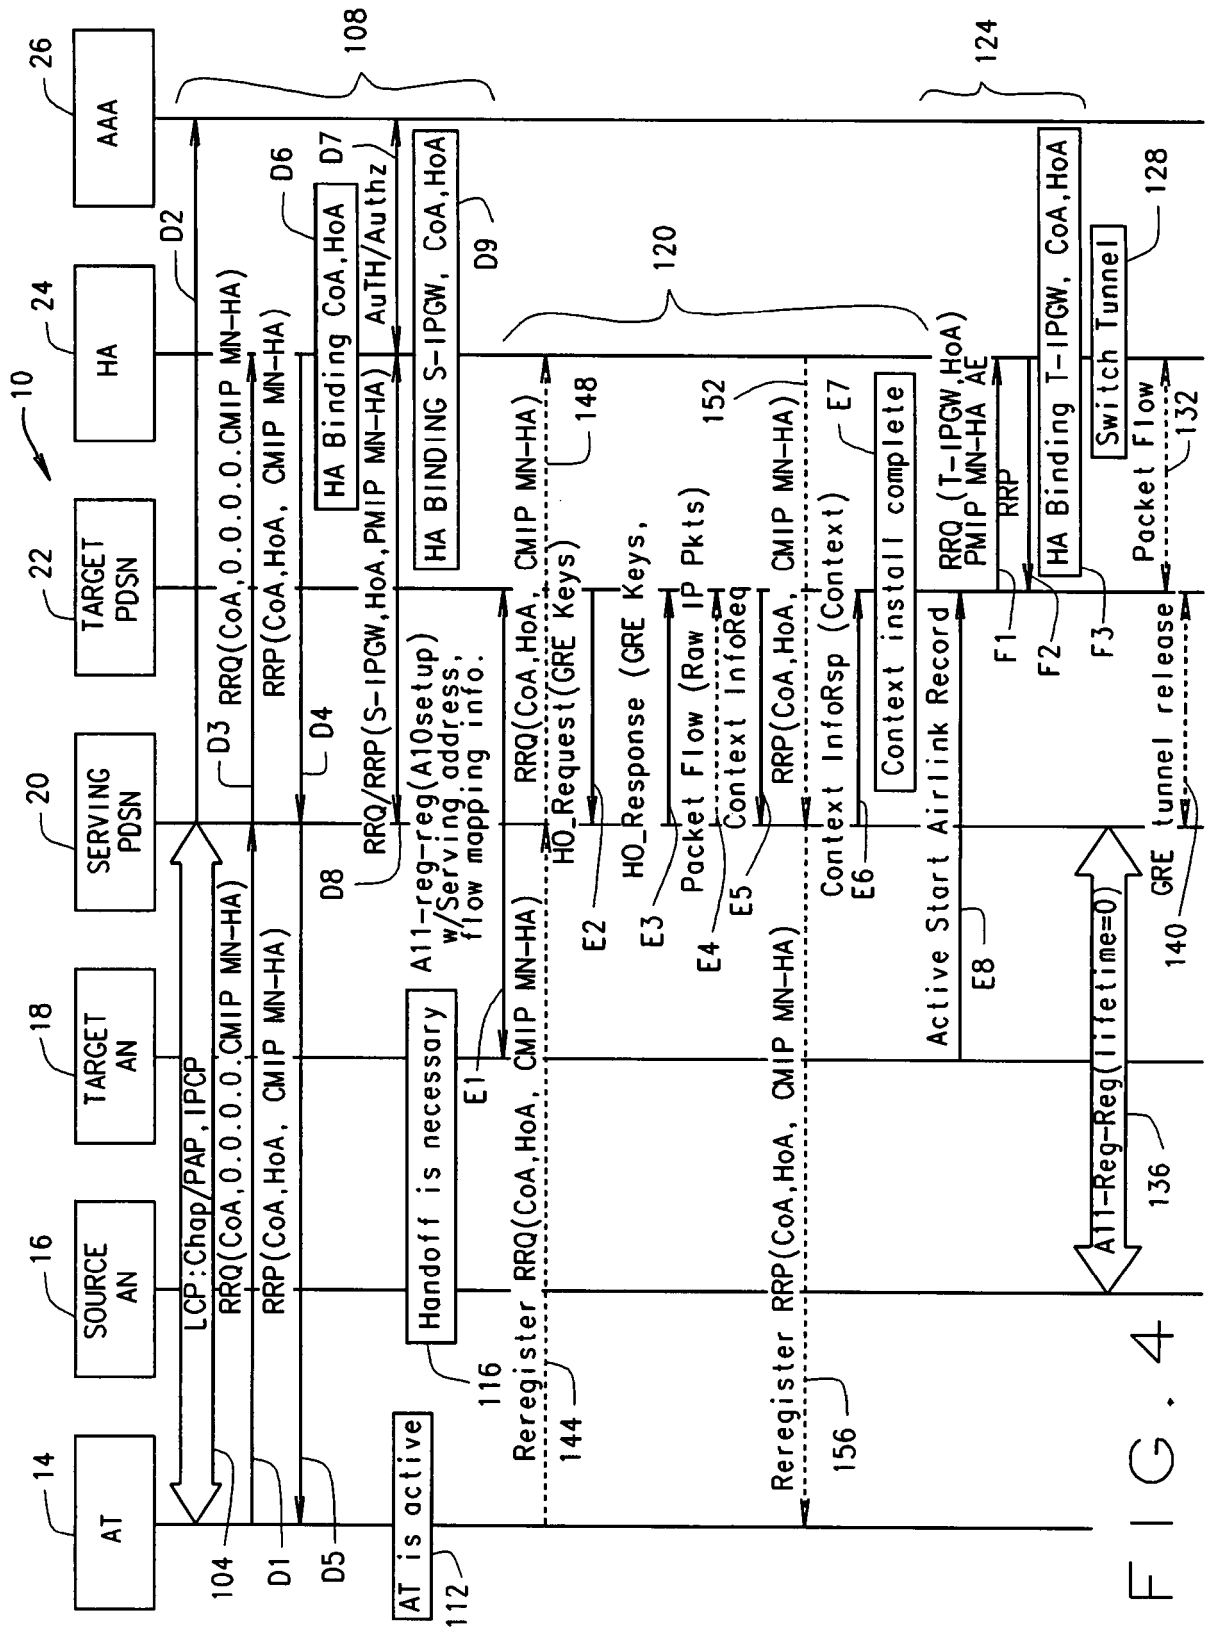 10
14
AT
16
SOURCE
AN
18
TARGET
AN
20
SERVING
PDSN
22
TARGET
PDSN
24
HA
26
AAA
LCP:Chap/PAP,IPCP
104
D2
108
RRQ(CoA,0.0.0.0.CMIP MN-HA)
D1
D3
RRQ(CoA,0.0.0.0.CMIP MN-HA)
RRP(CoA,HoA, CMIP MN-HA)
D5
D4
RRP(CoA,HoA, CMIP MN-HA)
D6
HA Binding CoA,HoA
D7
AuTH/Authz
D8
RRQ/RRP(S-IPGW,HoA,PMIP MN-HA)
HA BINDING S-IPGW, CoA,HoA
D9
AT is active
112
Handoff is necessary
116
A11-reg-reg(A10setup)
w/Serving address,
flow mapping info.
E1
120
Reregister RRQ(CoA,HoA, CMIP MN-HA)
144
RRQ(CoA,HoA, CMIP MN-HA)
148
HO_Request(GRE Keys)
E2
HO_Response (GRE Keys,
E3
Packet Flow (Raw IP Pkts)
E4
Context InfoReq
E5
Reregister RRP(CoA,HoA, CMIP MN-HA)
156
RRP(CoA,HoA, CMIP MN-HA)
152
Context InfoRsp (Context)
E6
E7
Context install complete
Active Start Airlink Record
E8
124
RRQ(T-IPGW,HoA)
PMIP MN-HA AE
F1
RRP
F2
HA Binding T-IPGW, CoA,HoA
F3
Switch Tunnel
128
A11-Reg-Reg(lifetime=0)
136
Packet Flow
132
GRE tunnel release
140
FIG. 4